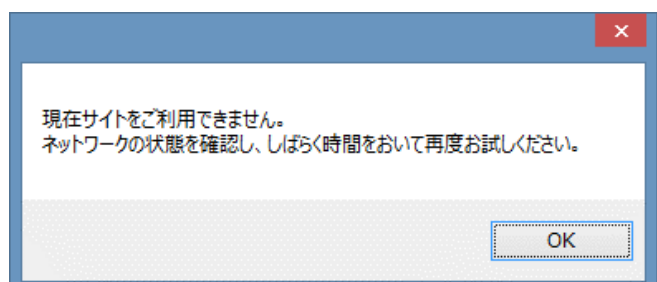 現在サイトをご利用できません。
ネットワークの状態を確認し、しばらく時間をおいて再度お試しください。
OK